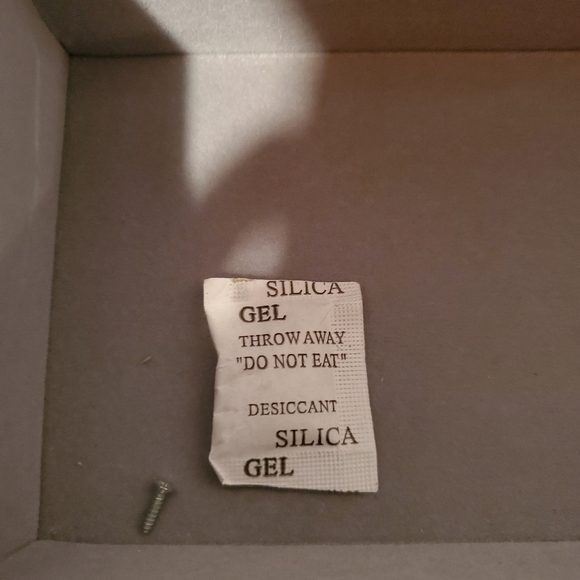 SILICA
GEL
THROW AWAY
"DO NOT EAT"
DESICCANT
SILICA
GEL